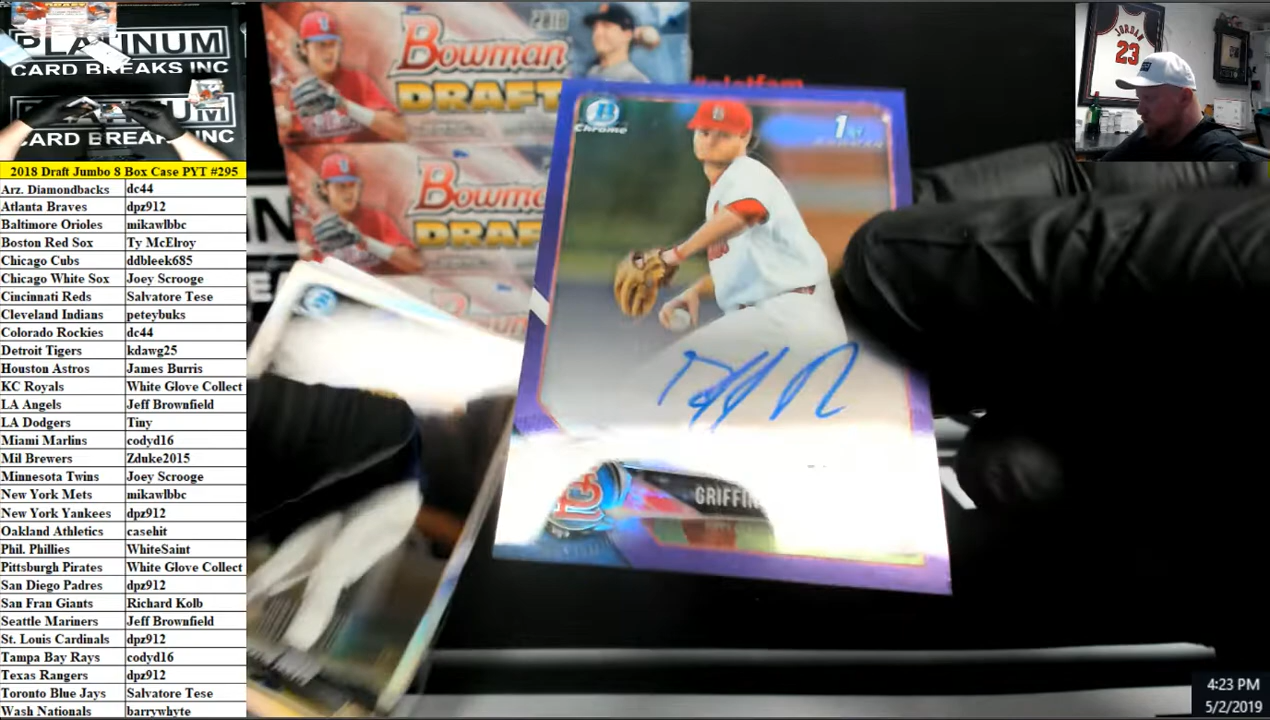 PLATINUM
CARD BREAKS INC
CARD BREAKS INC
2018 Draft Jumbo 8 Box Case PYT #295
Arz. Diamondbacks dc44
Atlanta Braves dpz912
Baltimore Orioles mikawlbbc
Boston Red Sox Ty McElroy
Chicago Cubs ddbleek685
Chicago White Sox Joey Scrooge
Cincinnati Reds Salvatore Tese
Cleveland Indians peteybuks
Colorado Rockies dc44
Detroit Tigers kdawg25
Houston Astros James Burris
KC Royals White Glove Collect
LA Angels Jeff Brownfield
LA Dodgers Tiny
Miami Marlins codyd16
Mil Brewers Zduke2015
Minnesota Twins Joey Scrooge
New York Mets mikawlbbc
New York Yankees dpz912
Oakland Athletics casehit
Phil. Phillies WhiteSaint
Pittsburgh Pirates White Glove Collect
San Diego Padres dpz912
San Fran Giants Richard Kolb
Seattle Mariners Jeff Brownfield
St. Louis Cardinals dpz912
Tampa Bay Rays codyd16
Texas Rangers dpz912
Toronto Blue Jays Salvatore Tese
Wash Nationals barrywhyte
2018
Bowman
DRAFT
Bowman
DRAFT
B
Chrome
1st
GRIFFIN
JORDAN
23
4:23 PM
5/2/2019